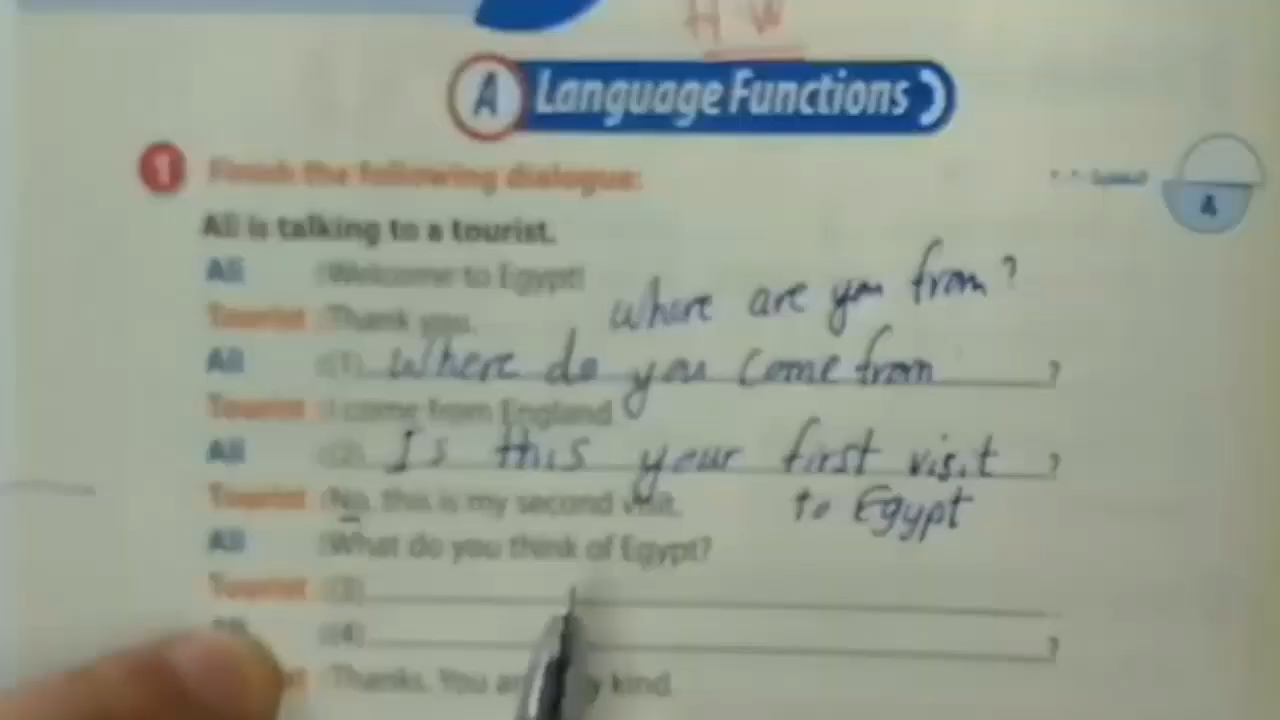 H W
A Language Functions
1 Finish the following dialogue:
4
Ali is talking to a tourist.
Ali : Welcome to Egypt!
Where are you from?
Tourist : Thank you.
Ali : (1) Where do you come from ?
Tourist : I come from England
Ali : (2) Is this your first visit ?
to Egypt
Tourist : No, this is my second visit.
Ali : What do you think of Egypt?
Tourist : (3)
(4) ?
: Thanks. You kind.